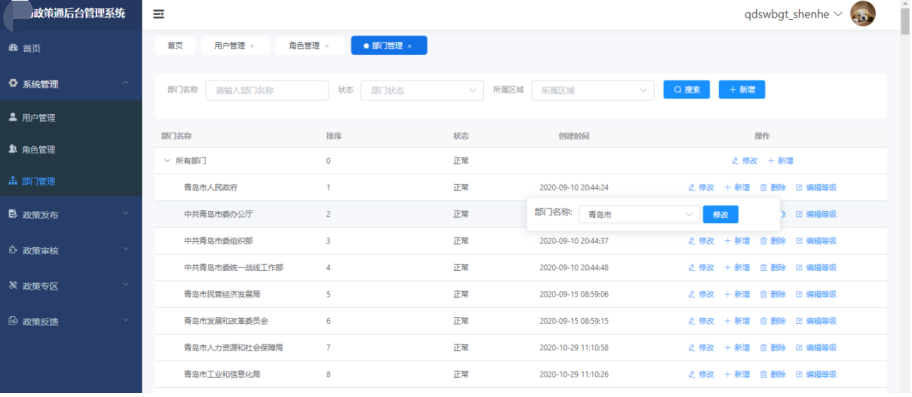 政策通后台管理系统
qdswbgt_shenhe
首页
用户管理 ×
角色管理 ×
部门管理 ×
首页
系统管理
用户管理
角色管理
部门管理
政策发布
政策审核
政策专区
政策反馈
部门名称 请输入部门名称 状态 部门状态 所属区域 所属区域 搜索 + 新增
部门名称 排序 状态 创建时间 操作
所有部门 0 正常 修改 + 新增
青岛市人民政府 1 正常 2020-09-10 20:44:24 修改 + 新增 删除 编辑等级
中共青岛市委办公厅 2 正常 编辑等级
部门名称: 青岛市 修改
中共青岛市委组织部 3 正常 2020-09-10 20:44:37 修改 + 新增 删除 编辑等级
中共青岛市委统一战线工作部 4 正常 2020-09-10 20:44:48 修改 + 新增 删除 编辑等级
青岛市民营经济发展局 5 正常 2020-09-15 08:59:06 修改 + 新增 删除 编辑等级
青岛市发展和改革委员会 6 正常 2020-09-15 08:59:15 修改 + 新增 删除 编辑等级
青岛市人力资源和社会保障局 7 正常 2020-10-29 11:10:58 修改 + 新增 删除 编辑等级
青岛市工业和信息化局 8 正常 2020-10-29 11:10:26 修改 + 新增 删除 编辑等级